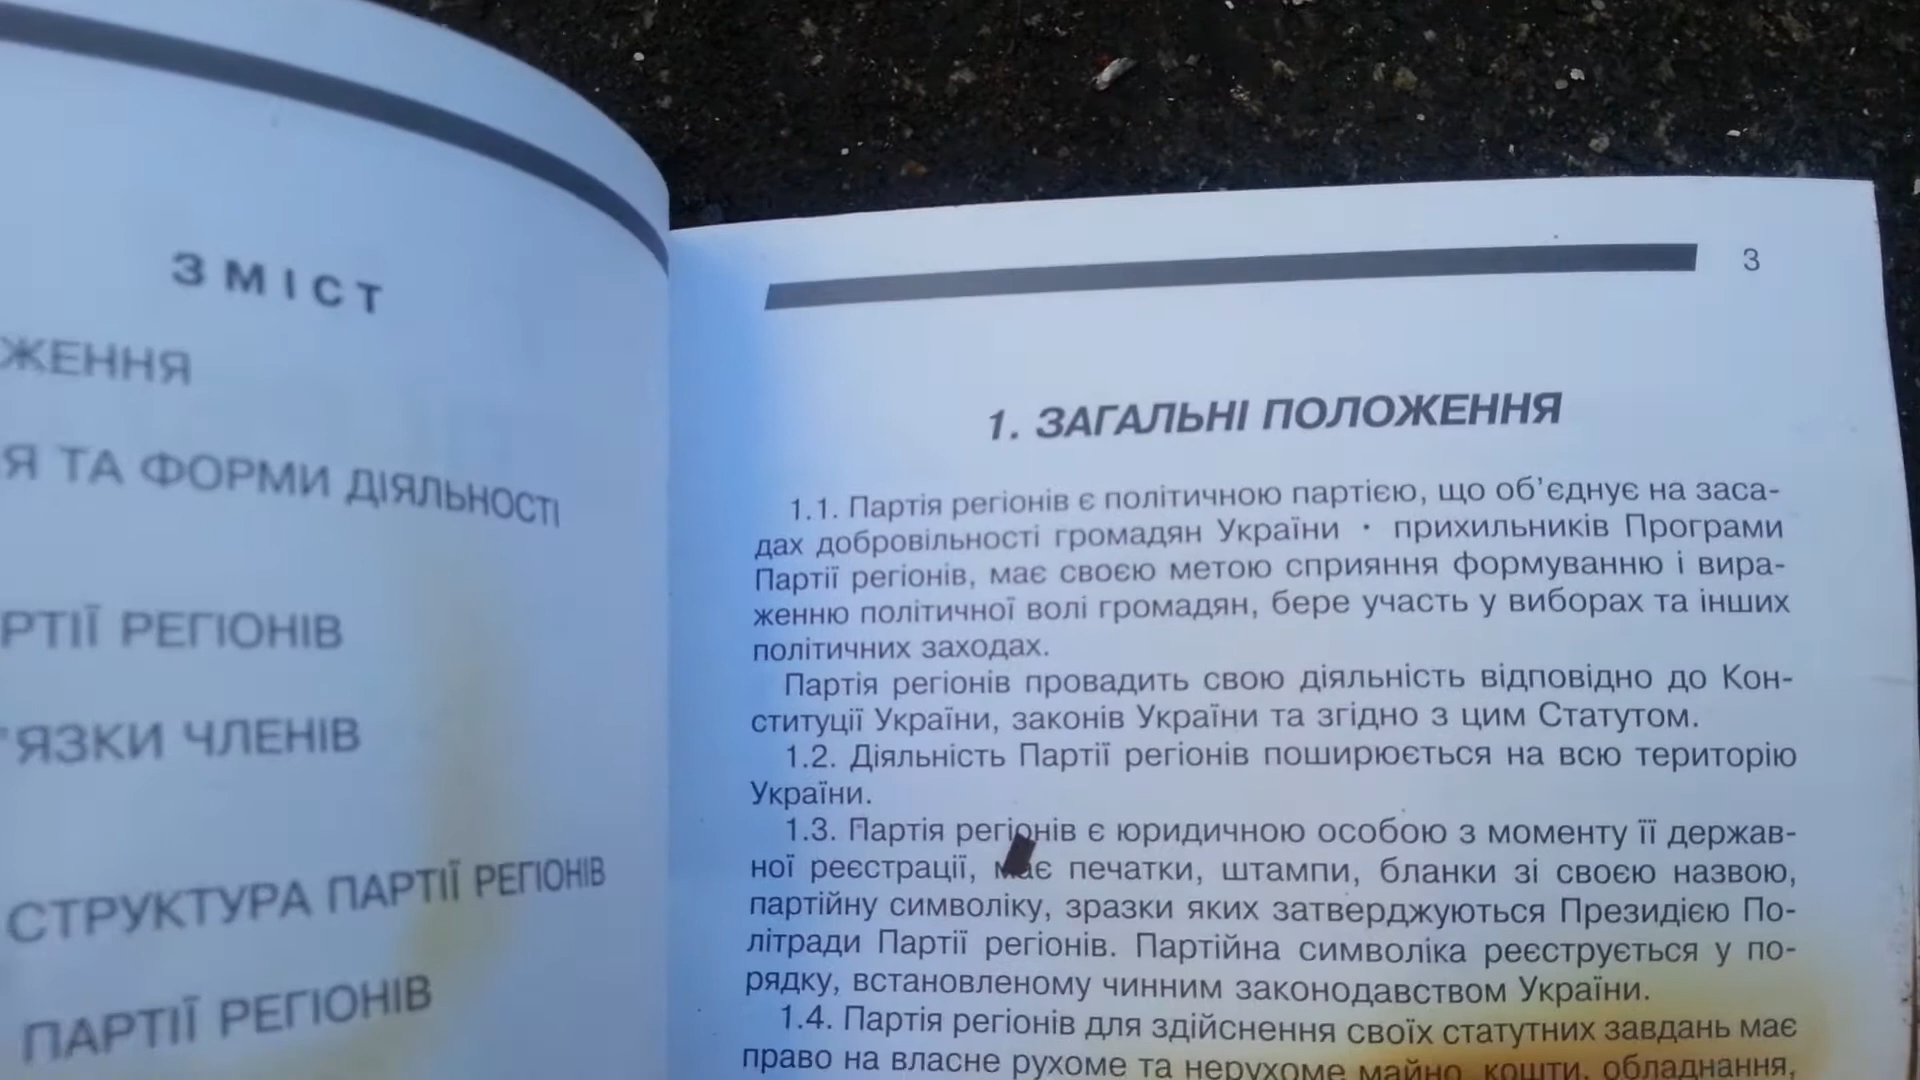 ЗМІСТ
ЖЕННЯ
Я ТА ФОРМИ ДІЯЛЬНОСТІ
РТІЇ РЕГІОНІВ
'ЯЗКИ ЧЛЕНІВ
СТРУКТУРА ПАРТІЇ РЕГІОНІВ
ПАРТІЇ РЕГІОНІВ
3
1. ЗАГАЛЬНІ ПОЛОЖЕННЯ
1.1. Партія регіонів є політичною партією, що об'єднує на заса-
дах добровільності громадян України · прихильників Програми
Партії регіонів, має своєю метою сприяння формуванню і вира-
женню політичної волі громадян, бере участь у виборах та інших
політичних заходах.
Партія регіонів провадить свою діяльність відповідно до Кон-
ституції України, законів України та згідно з цим Статутом.
1.2. Діяльність Партії регіонів поширюється на всю територію
України.
1.3. Партія регіонів є юридичною особою з моменту її держав-
ної реєстрації, має печатки, штампи, бланки зі своєю назвою,
партійну символіку, зразки яких затверджуються Президією По-
літради Партії регіонів. Партійна символіка реєструється у по-
рядку, встановленому чинним законодавством України.
1.4. Партія регіонів для здійснення своїх статутних завдань має
право на власне рухоме та нерухоме майно, кошти, обладнання,